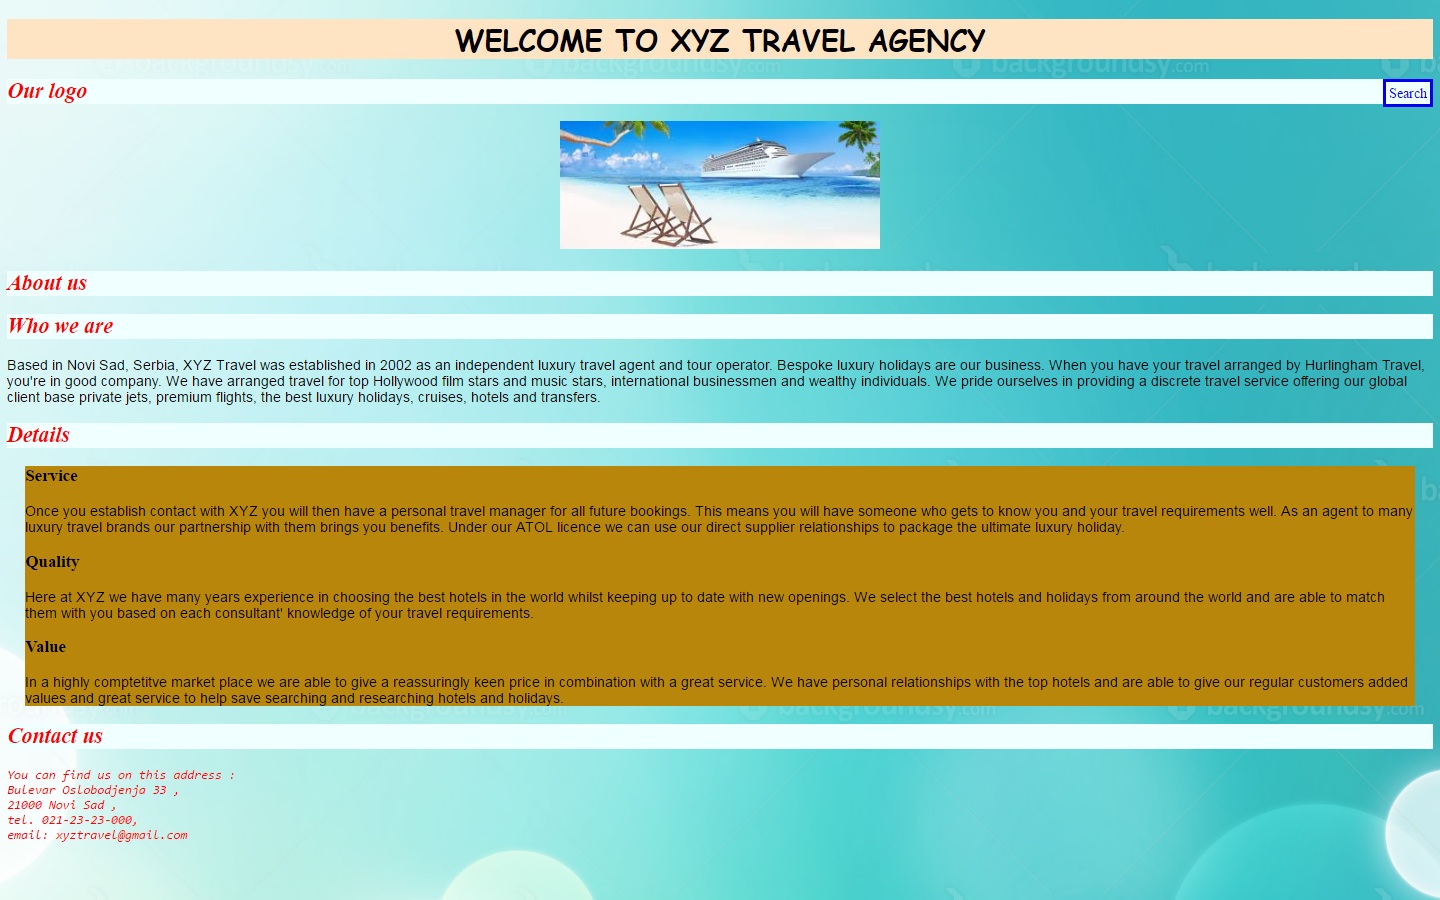 WELCOME TO XYZ TRAVEL AGENCY
backgroundsy.com
Our logo
Search
About us
Who we are
Based in Novi Sad, Serbia, XYZ Travel was established in 2002 as an independent luxury travel agent and tour operator. Bespoke luxury holidays are our business. When you have your travel arranged by Hurlingham Travel,
you're in good company. We have arranged travel for top Hollywood film stars and music stars, international businessmen and wealthy individuals. We pride ourselves in providing a discrete travel service offering our global
client base private jets, premium flights, the best luxury holidays, cruises, hotels and transfers.
Details
Service
Once you establish contact with XYZ you will then have a personal travel manager for all future bookings. This means you will have someone who gets to know you and your travel requirements well. As an agent to many
luxury travel brands our partnership with them brings you benefits. Under our ATOL licence we can use our direct supplier relationships to package the ultimate luxury holiday.
Quality
Here at XYZ we have many years experience in choosing the best hotels in the world whilst keeping up to date with new openings. We select the best hotels and holidays from around the world and are able to match
them with you based on each consultant' knowledge of your travel requirements.
Value
In a highly comptetitve market place we are able to give a reassuringly keen price in combination with a great service. We have personal relationships with the top hotels and are able to give our regular customers added
values and great service to help save searching and researching hotels and holidays.
backgroundsy.com
Contact us
You can find us on this address :
Bulevar Oslobodjenja 33 ,
21000 Novi Sad ,
tel. 021-23-23-000,
email: xyztravel@gmail.com